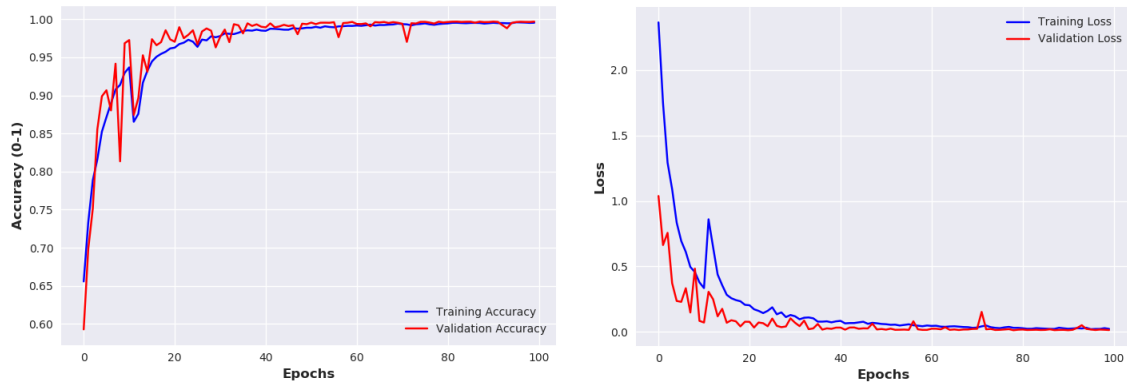 1.00
0.95
0.90
0.85
0.80
0.75
0.70
0.65
0.60
Accuracy (0-1)
0 20 40 60 80 100
Epochs
Training Accuracy
Validation Accuracy
2.0
1.5
1.0
0.5
0.0
Loss
0 20 40 60 80 100
Epochs
Training Loss
Validation Loss